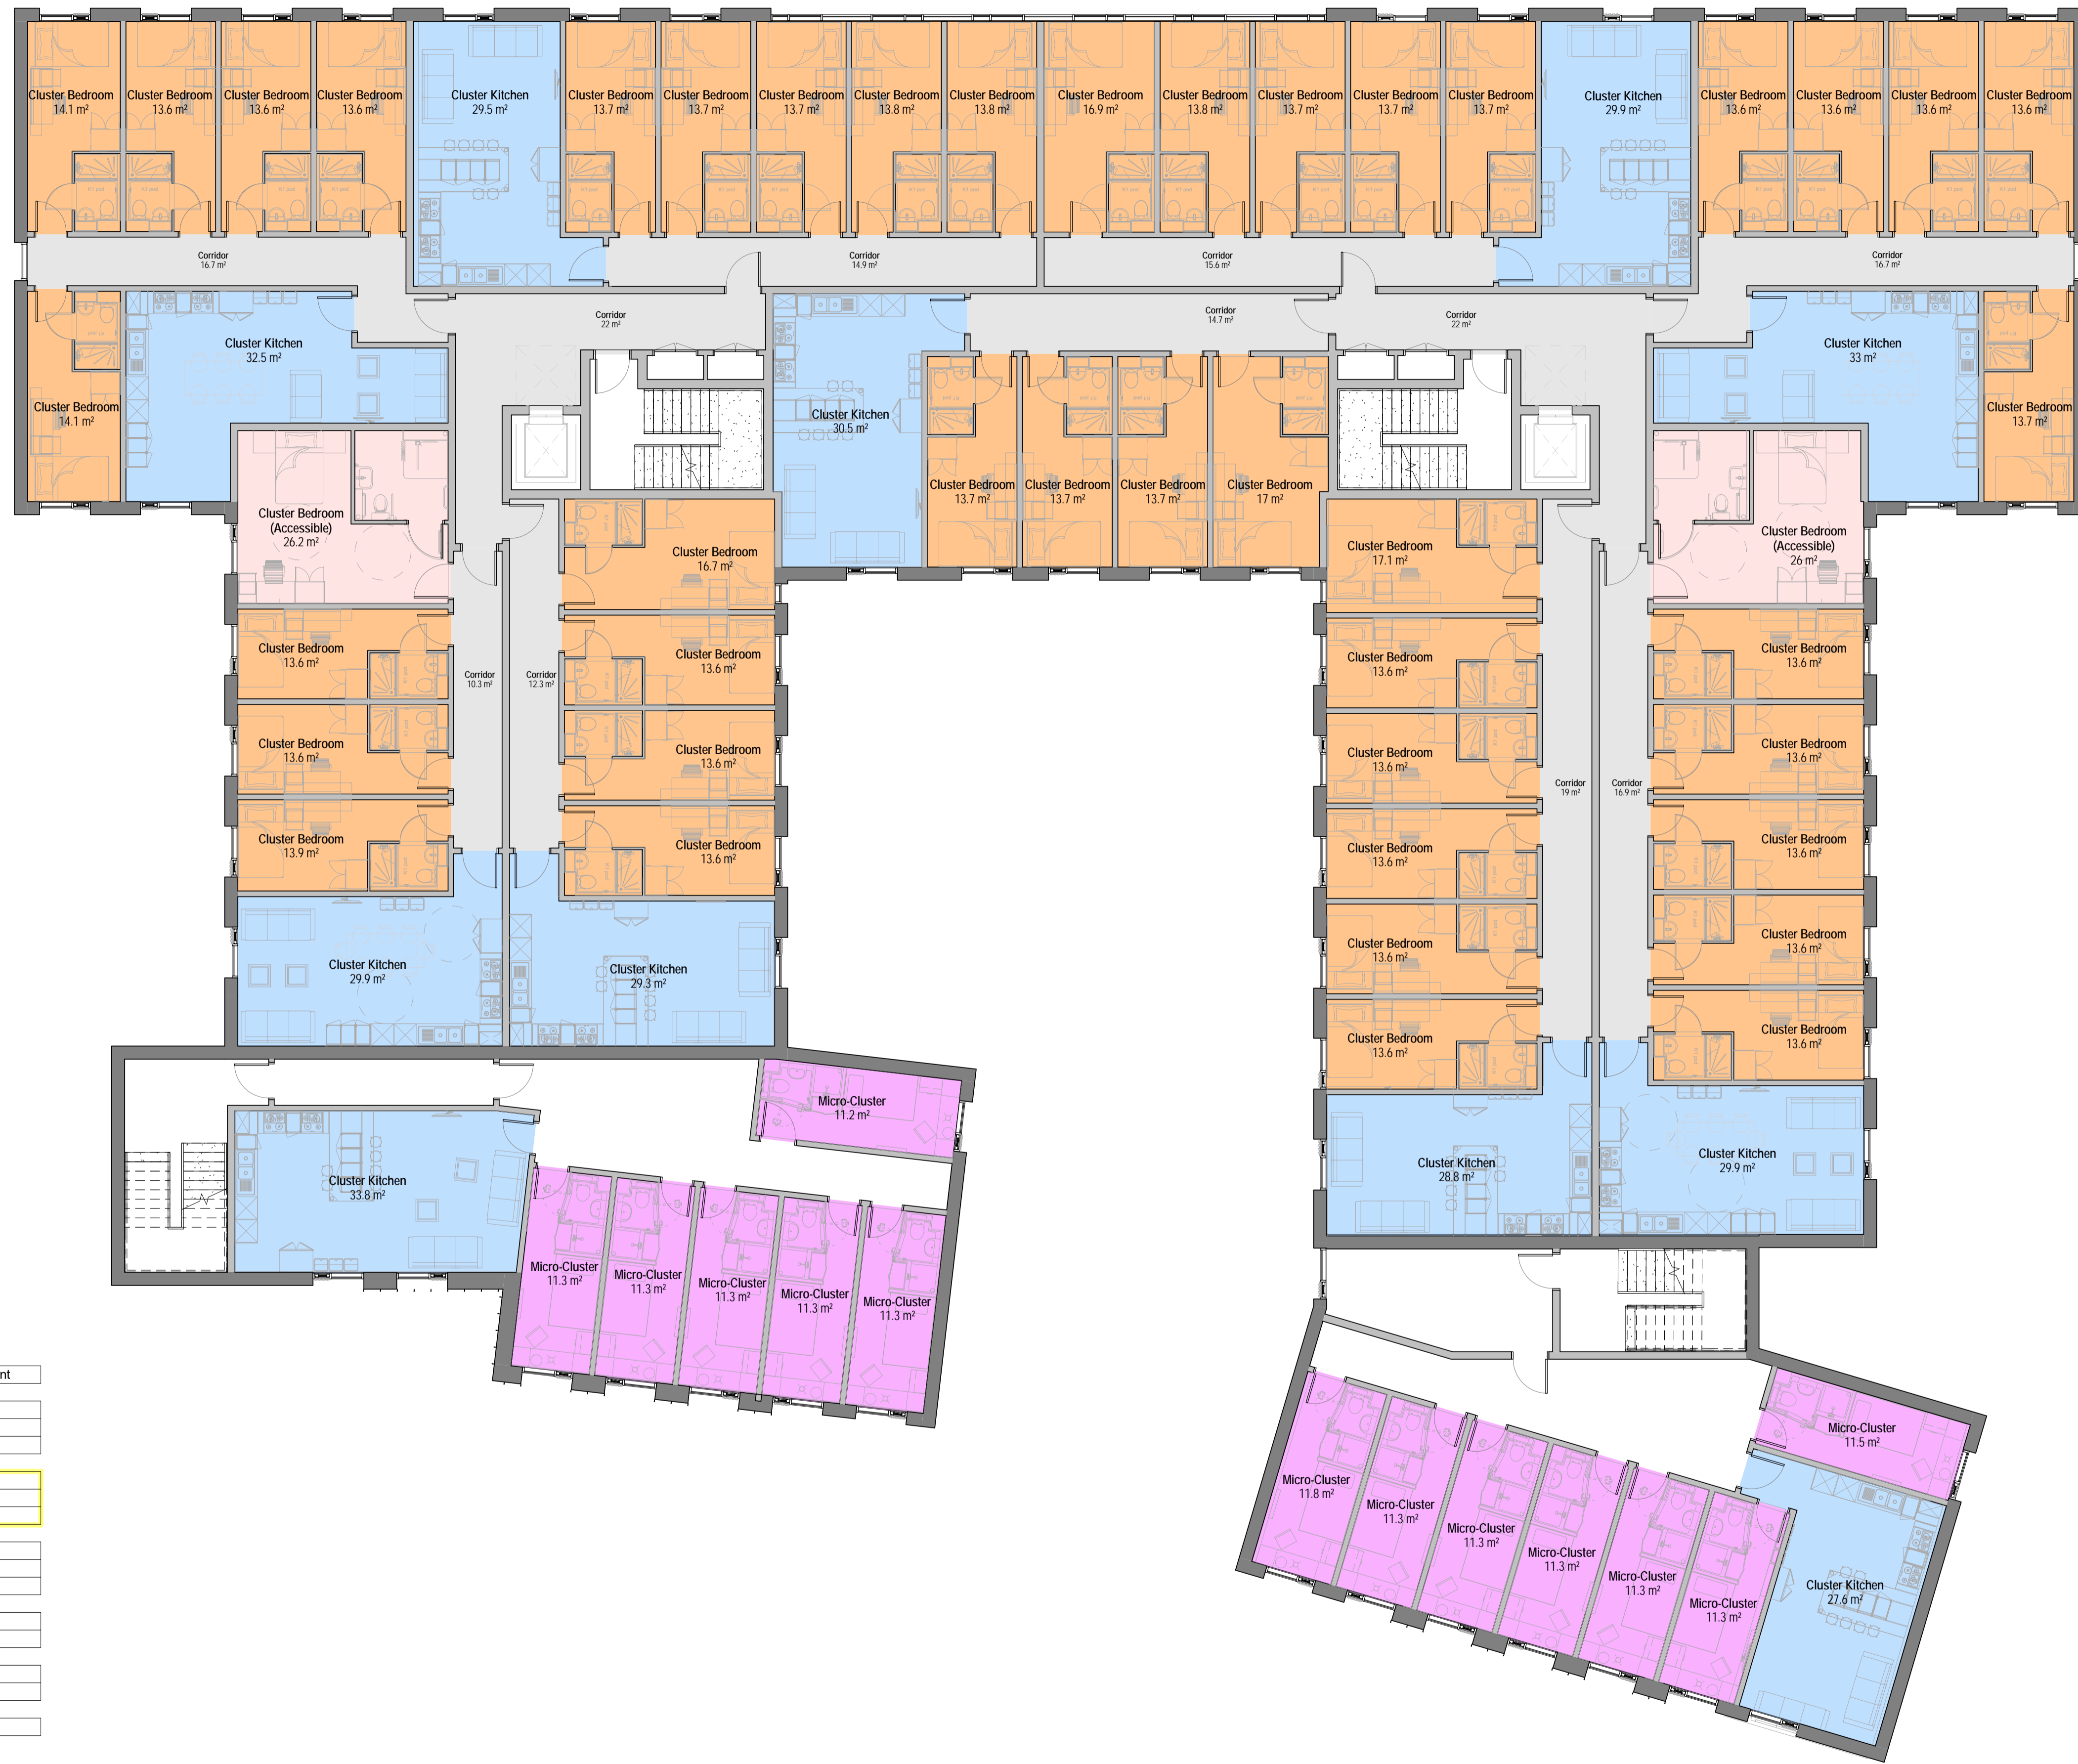 Cluster Bedroom
14.1 m²
Cluster Bedroom
13.6 m²
Cluster Bedroom
13.6 m²
Cluster Bedroom
13.6 m²
Cluster Kitchen
29.5 m²
Cluster Bedroom
13.7 m²
Cluster Bedroom
13.7 m²
Cluster Bedroom
13.7 m²
Cluster Bedroom
13.8 m²
Cluster Bedroom
13.8 m²
Cluster Bedroom
16.9 m²
Cluster Bedroom
13.8 m²
Cluster Bedroom
13.7 m²
Cluster Bedroom
13.7 m²
Cluster Bedroom
13.7 m²
Cluster Kitchen
29.9 m²
Cluster Bedroom
13.6 m²
Cluster Bedroom
13.6 m²
Cluster Bedroom
13.6 m²
Cluster Bedroom
13.6 m²
Corridor
16.7 m²
Corridor
14.9 m²
Corridor
15.6 m²
Corridor
16.7 m²
Corridor
22 m²
Corridor
14.7 m²
Corridor
22 m²
Cluster Kitchen
32.5 m²
Cluster Kitchen
33 m²
Cluster Bedroom
14.1 m²
Cluster Kitchen
30.5 m²
Cluster Bedroom
13.7 m²
Cluster Bedroom
13.7 m²
Cluster Bedroom
13.7 m²
Cluster Bedroom
13.7 m²
Cluster Bedroom
17 m²
Cluster Bedroom
(Accessible)
26.2 m²
Cluster Bedroom
16.7 m²
Cluster Bedroom
17.1 m²
Cluster Bedroom
(Accessible)
26 m²
Cluster Bedroom
13.6 m²
Cluster Bedroom
13.6 m²
Cluster Bedroom
13.6 m²
Cluster Bedroom
13.6 m²
Corridor
10.3 m²
Corridor
12.3 m²
Cluster Bedroom
13.6 m²
Cluster Bedroom
13.6 m²
Cluster Bedroom
13.6 m²
Cluster Bedroom
13.6 m²
Corridor
19 m²
Corridor
16.9 m²
Cluster Bedroom
13.9 m²
Cluster Bedroom
13.6 m²
Cluster Bedroom
13.6 m²
Cluster Bedroom
13.6 m²
Cluster Bedroom
13.6 m²
Cluster Bedroom
13.6 m²
Cluster Kitchen
29.9 m²
Cluster Kitchen
29.3 m²
Cluster Bedroom
13.6 m²
Cluster Bedroom
13.6 m²
Micro-Cluster
11.2 m²
Cluster Kitchen
33.8 m²
Cluster Kitchen
28.8 m²
Cluster Kitchen
29.9 m²
Micro-Cluster
11.3 m²
Micro-Cluster
11.3 m²
Micro-Cluster
11.3 m²
Micro-Cluster
11.3 m²
Micro-Cluster
11.3 m²
nt
Micro-Cluster
11.5 m²
Micro-Cluster
11.8 m²
Micro-Cluster
11.3 m²
Micro-Cluster
11.3 m²
Micro-Cluster
11.3 m²
Micro-Cluster
11.3 m²
Micro-Cluster
11.3 m²
Cluster Kitchen
27.6 m²